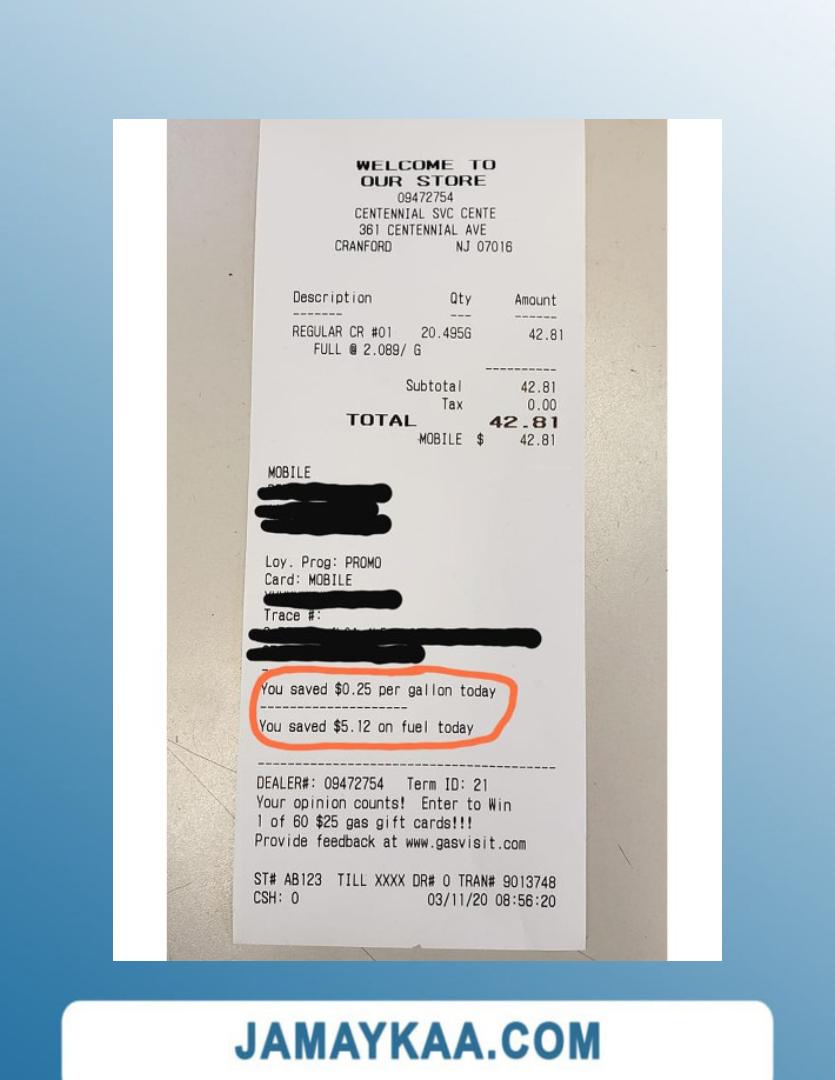 WELCOME TO
OUR STORE
09472754
CENTENNIAL SVC CENTE
361 CENTENNIAL AVE
CRANFORD NJ 07016
Description Qty Amount
------- --- ------
REGULAR CR #01 20.495G 42.81
FULL @ 2.089/ G
----------
Subtotal 42.81
Tax 0.00
TOTAL 42.81
MOBILE $ 42.81
MOBILE
Loy. Prog: PROMO
Card: MOBILE
Trace #:
You saved $0.25 per gallon today
--------------------
You saved $5.12 on fuel today
----------------------------------------
DEALER#: 09472754 Term ID: 21
Your opinion counts! Enter to Win
1 of 60 $25 gas gift cards!!!
Provide feedback at www.gasvisit.com
ST# AB123 TILL XXXX DR# 0 TRAN# 9013748
CSH: 0 03/11/20 08:56:20
JAMAYKAA.COM